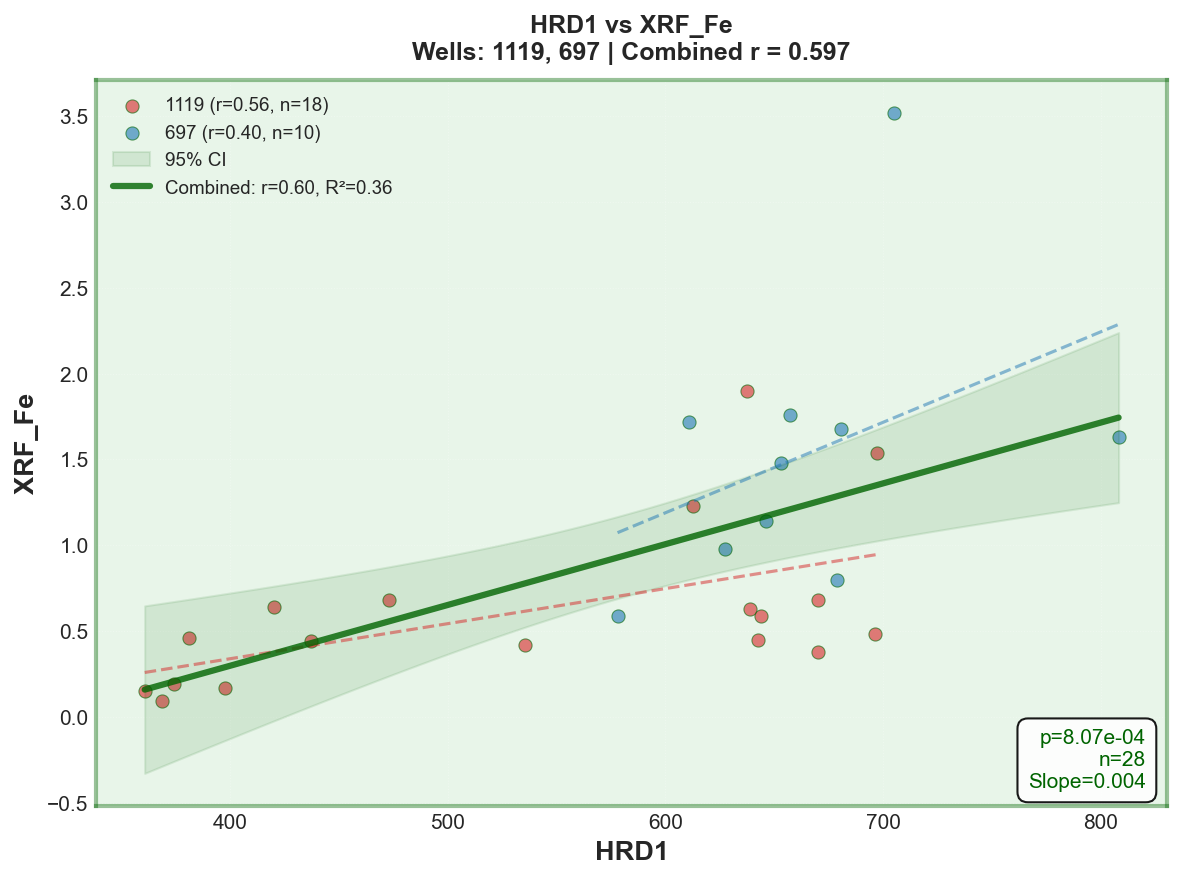 HRD1 vs XRF_Fe
Wells: 1119, 697 | Combined r = 0.597
1119 (r=0.56, n=18)
697 (r=0.40, n=10)
95% CI
Combined: r=0.60, R²=0.36
3.5
3.0
2.5
2.0
1.5
1.0
0.5
0.0
−0.5
XRF_Fe
p=8.07e-04
n=28
Slope=0.004
400
500
600
700
800
HRD1